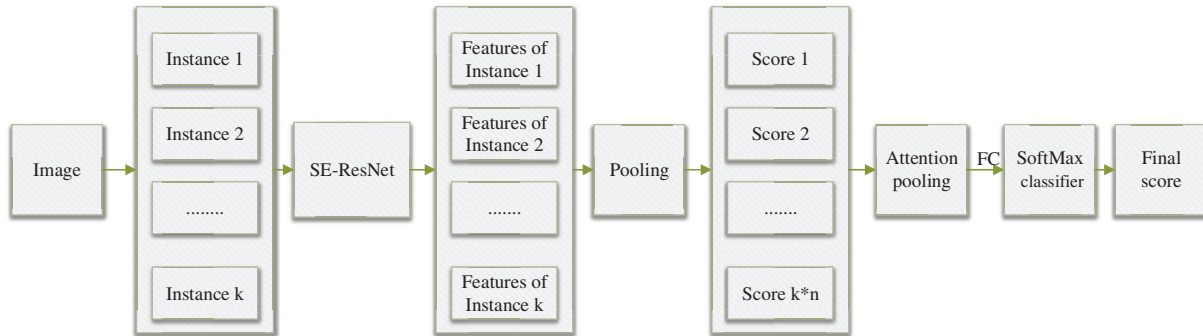 Image
Instance 1
Instance 2
........
Instance k
SE-ResNet
Features of
Instance 1
Features of
Instance 2
.......
Features of
Instance k
Pooling
Score 1
Score 2
.......
Score k*n
Attention
pooling
FC
SoftMax
classifier
Final
score